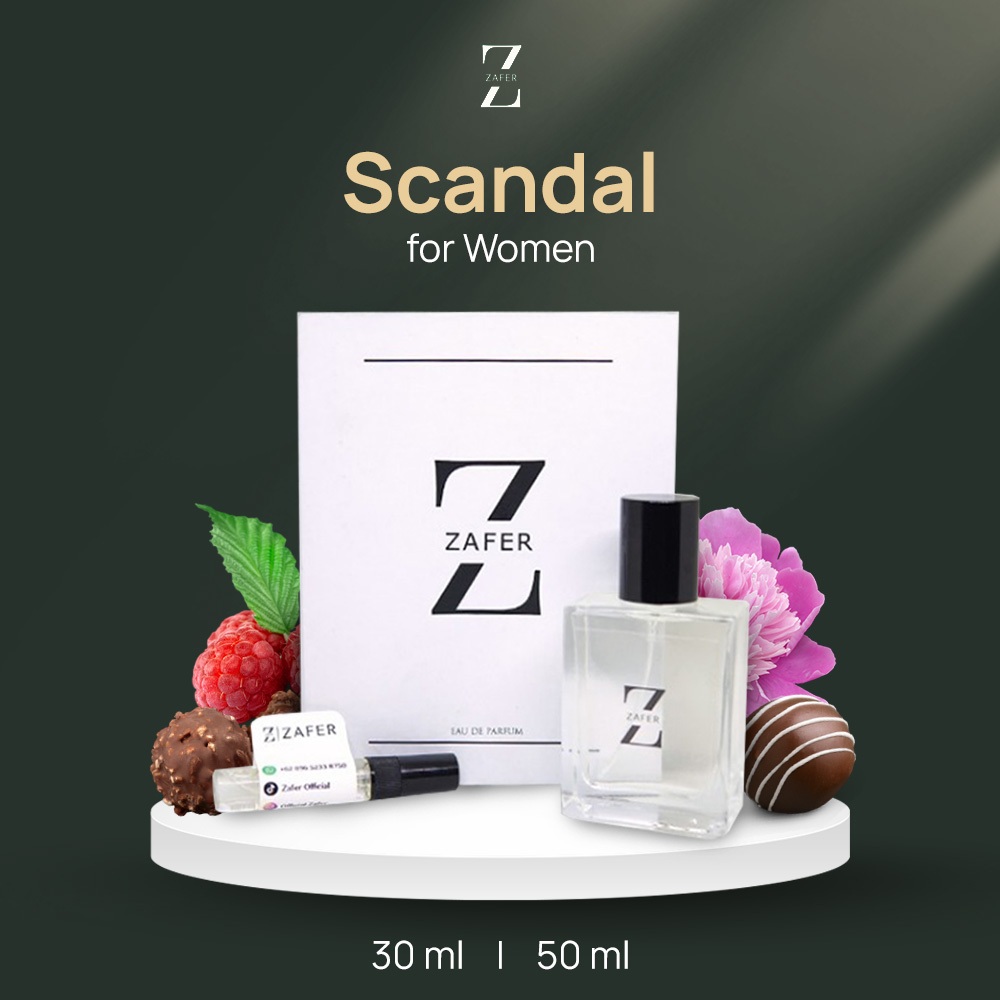 ZAFER
Scandal
for Women
ZAFER
EAU DE PARFUM
ZAFER
ZAFER
Zafer Official
30 ml | 50 ml